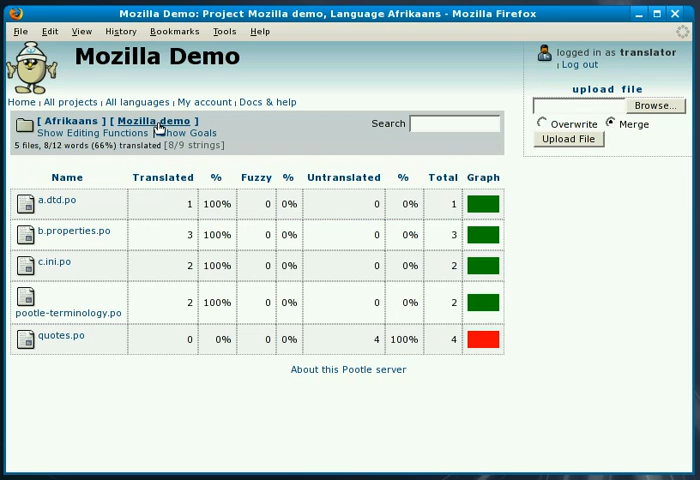 Mozilla Demo: Project Mozilla demo, Language Afrikaans - Mozilla Firefox
File Edit View History Bookmarks Tools Help
Mozilla Demo
logged in as translator
Log out
Home All projects All languages My account Docs & help
upload file
Browse...
Overwrite Merge
Upload File
[ Afrikaans ] [ Mozilla demo ]
Search
Show Editing Functions | Show Goals
5 files, 8/12 words (66%) translated [8/9 strings]
Name Translated % Fuzzy % Untranslated % Total Graph
a.dtd.po 1 100% 0 0% 0 0% 1
b.properties.po 3 100% 0 0% 0 0% 3
c.ini.po 2 100% 0 0% 0 0% 2
pootle-terminology.po 2 100% 0 0% 0 0% 2
quotes.po 0 0% 0 0% 4 100% 4
About this Pootle server